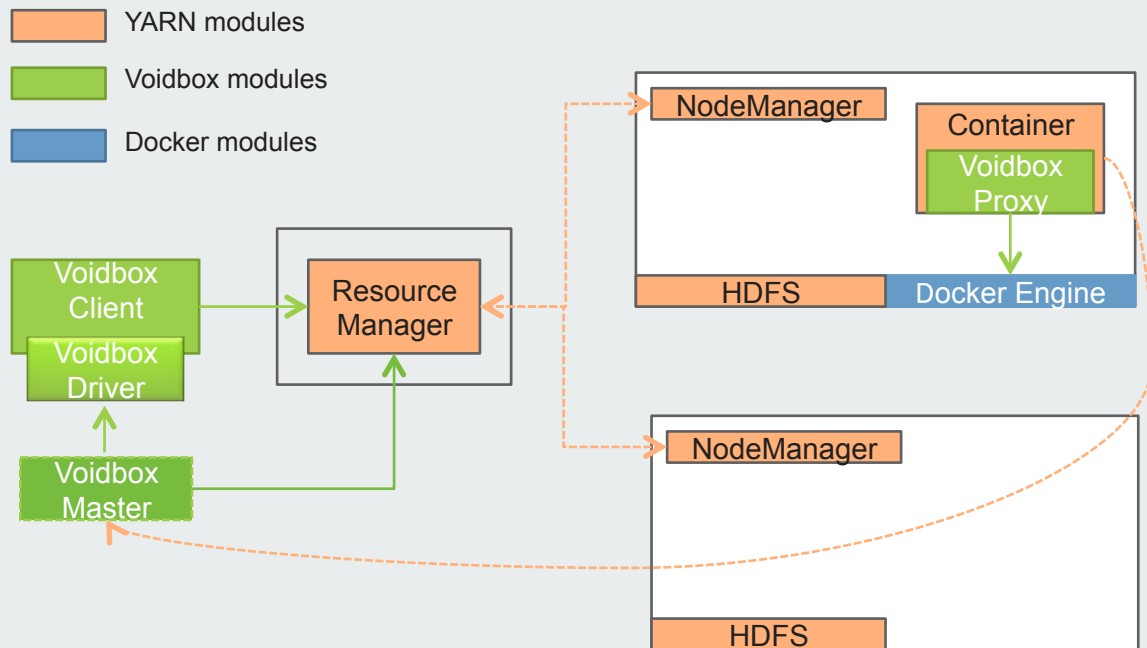 YARN modules
Voidbox modules
Docker modules
NodeManager
Container
Voidbox
Proxy
HDFS
Docker Engine
Voidbox
Client
Voidbox
Driver
Resource
Manager
Voidbox
Master
NodeManager
HDFS